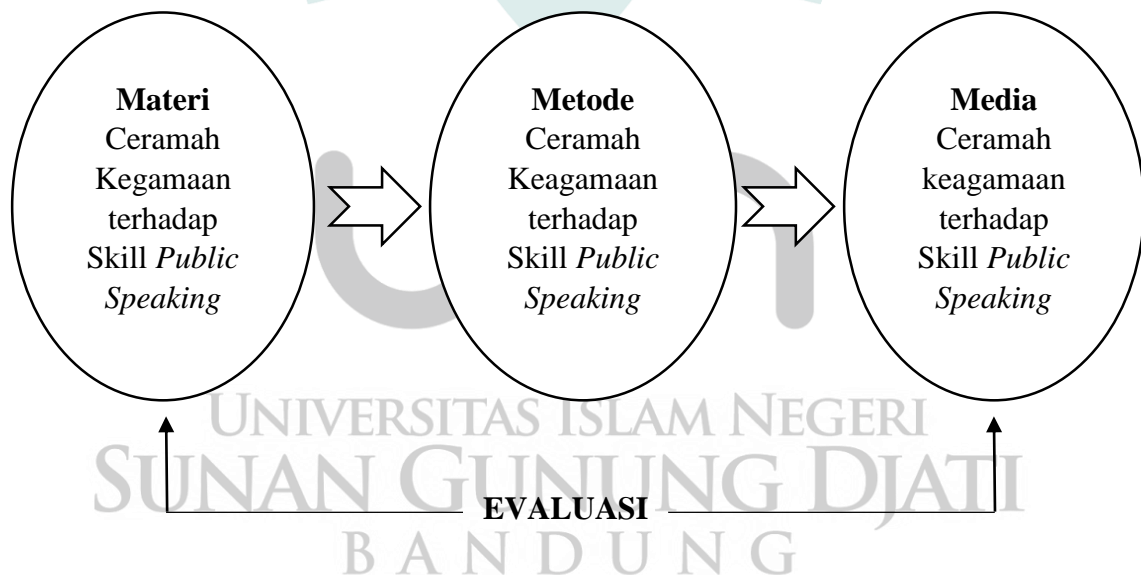 Materi
Ceramah
Kegamaan
terhadap
Skill Public
Speaking
Metode
Ceramah
Keagamaan
terhadap
Skill Public
Speaking
Media
Ceramah
keagamaan
terhadap
Skill Public
Speaking
UNIVERSITAS ISLAM NEGERI
SUNAN GUNUNG DJATI
EVALUASI
BANDUNG